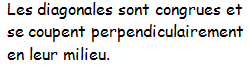 Les diagonales sont congrues et
se coupent perpendiculairement
en leur milieu.